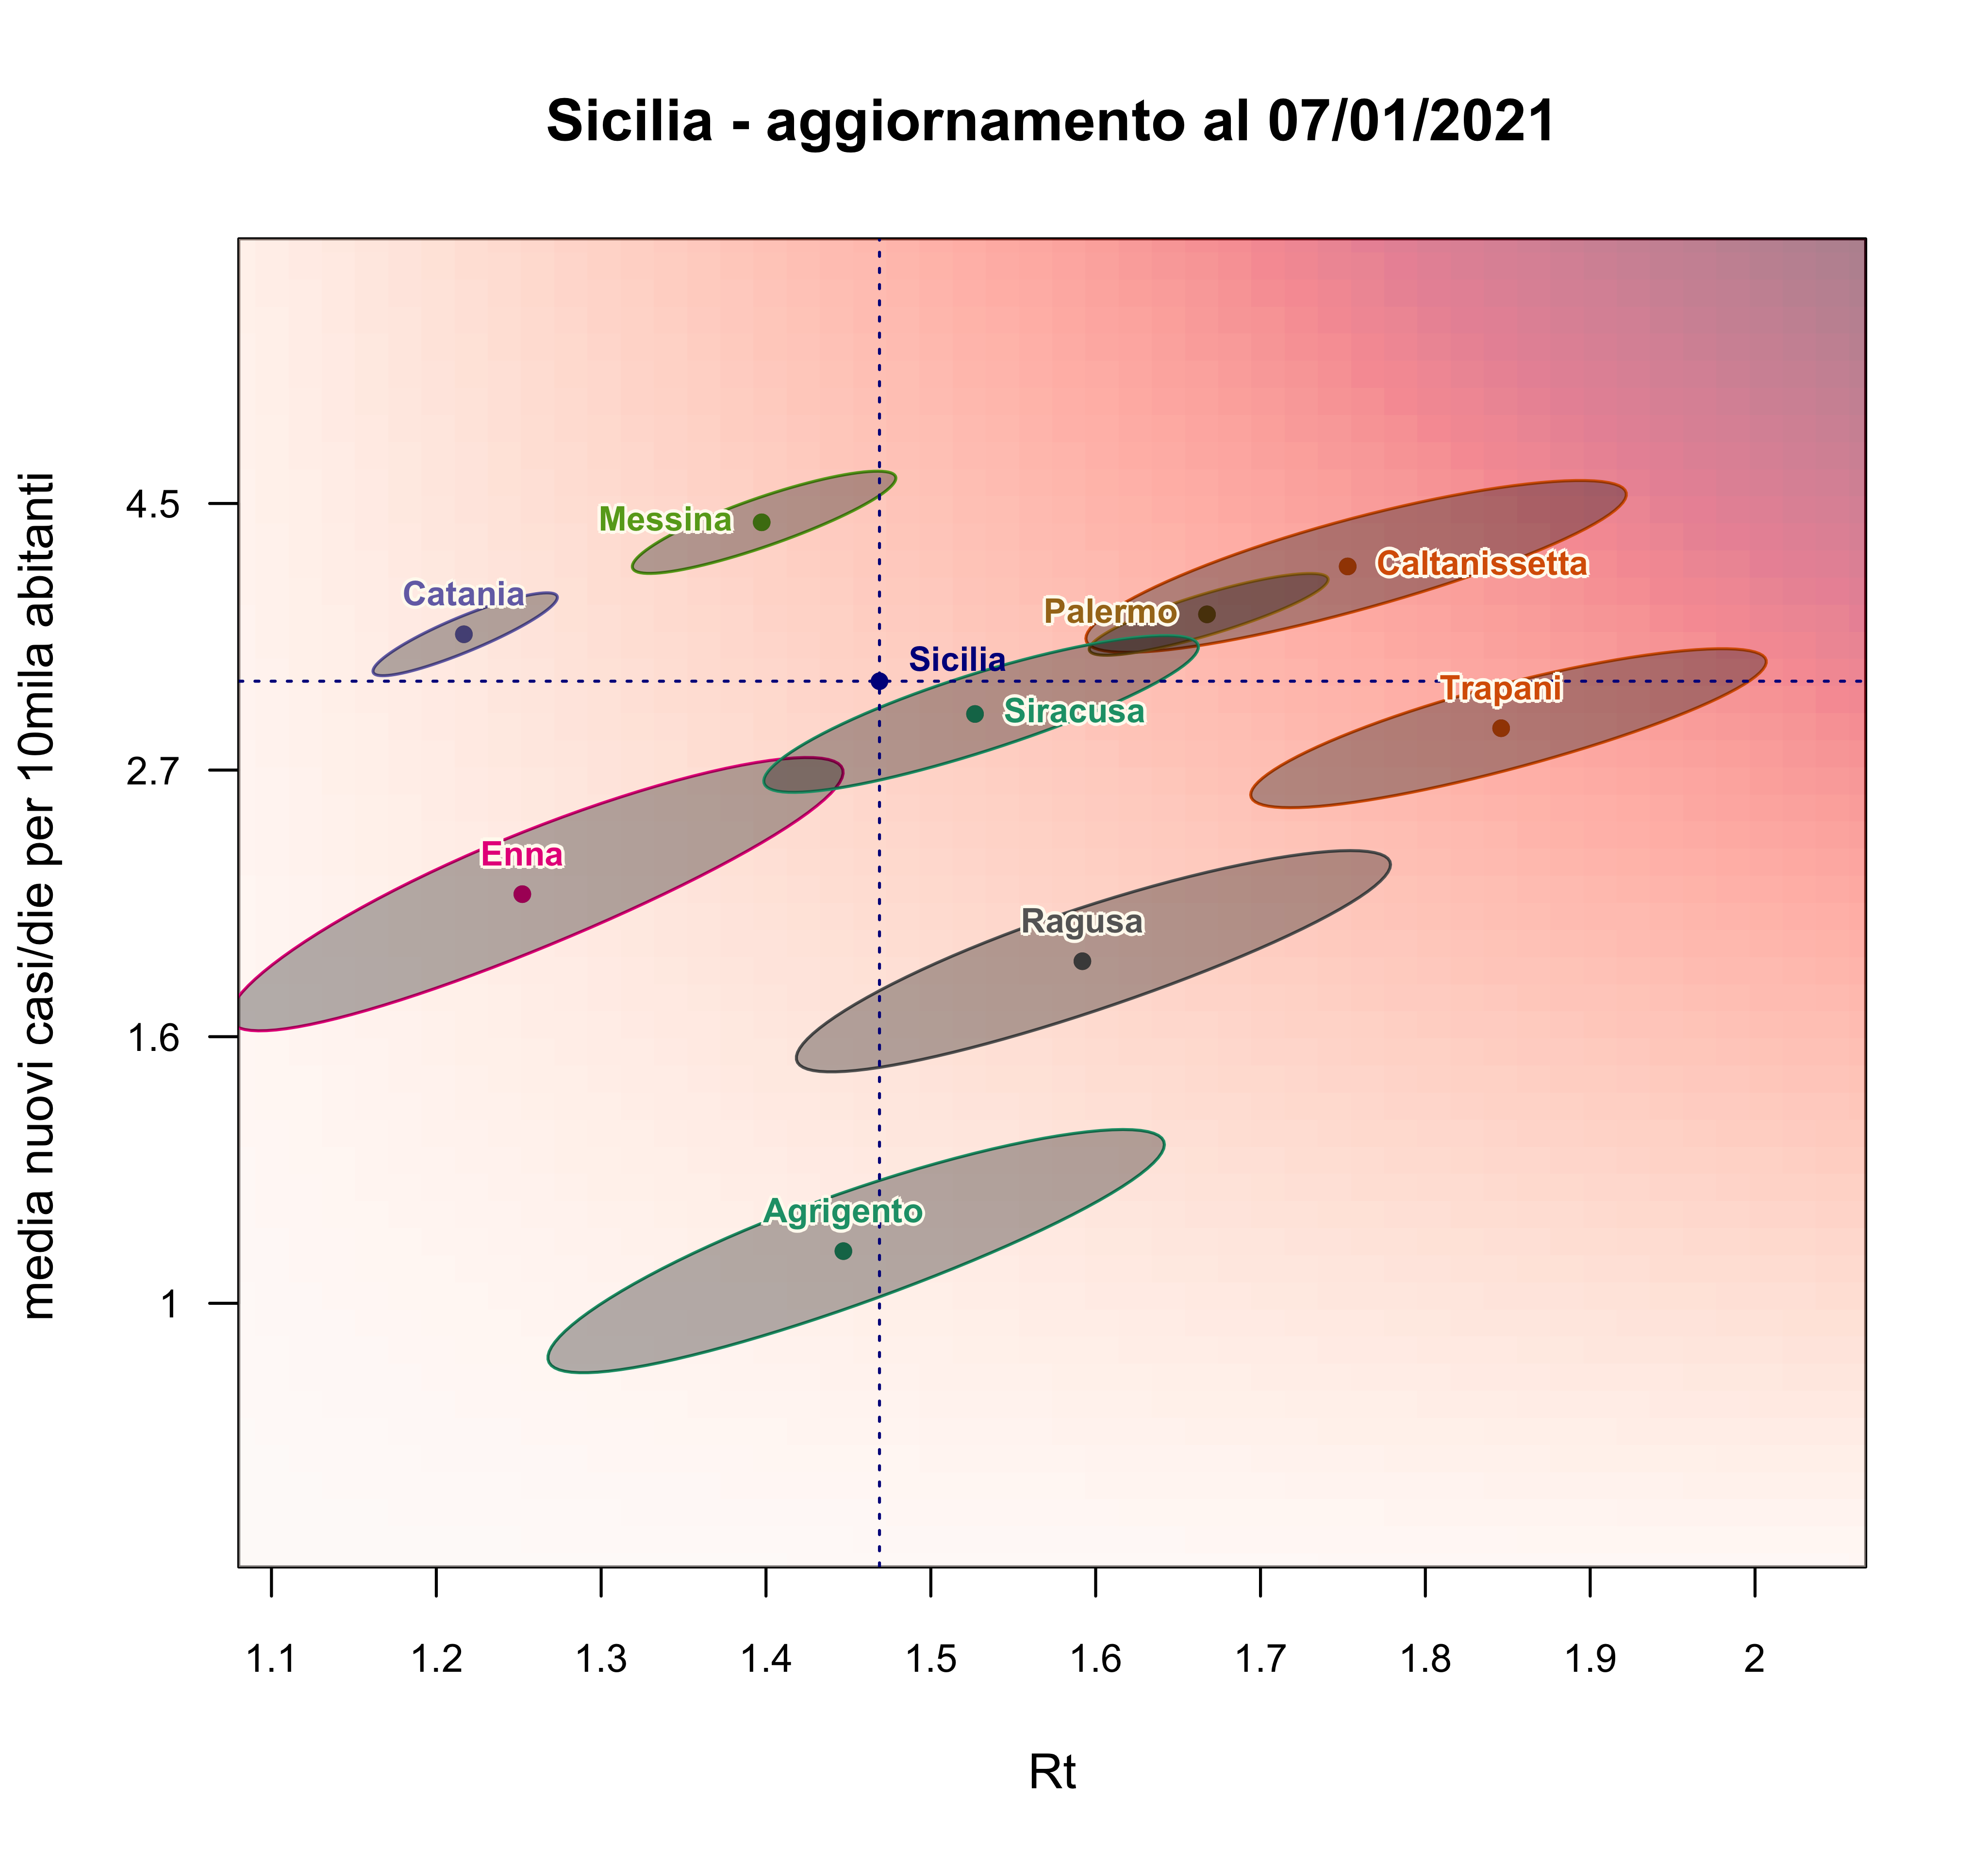 Sicilia - aggiornamento al 07/01/2021
media nuovi casi/die per 10mila abitanti
4.5
2.7
1.6
1
Messina
Catania
Caltanissetta
Palermo
Sicilia
Trapani
Siracusa
Enna
Ragusa
Agrigento
1.1 1.2 1.3 1.4 1.5 1.6 1.7 1.8 1.9 2
Rt